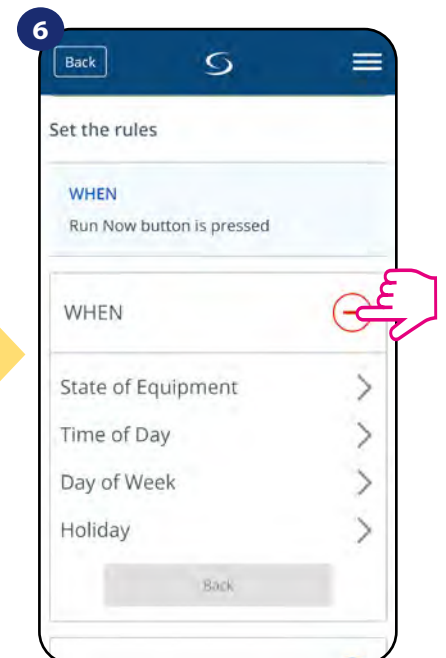 6
Back
Set the rules
WHEN
Run Now button is pressed
WHEN
State of Equipment
Time of Day
Day of Week
Holiday
Back